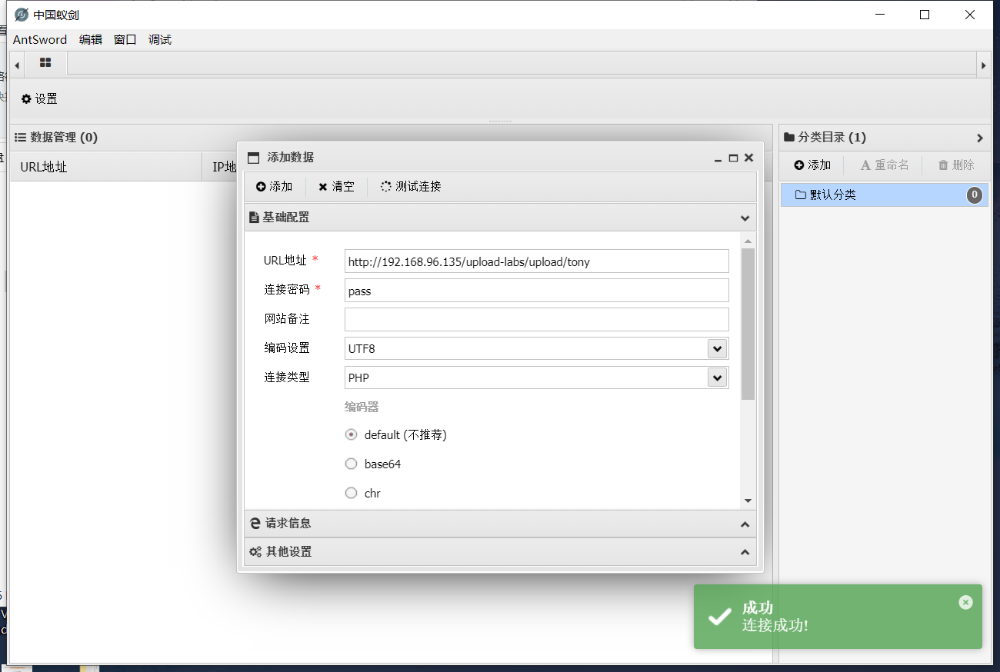 中国蚁剑
AntSword 编辑 窗口 调试
设置
数据管理 (0)
分类目录 (1)
URL地址
IP地
添加 重命名 删除
默认分类 0
添加数据
添加 清空 测试连接
基础配置
URL地址 * http://192.168.96.135/upload-labs/upload/tony
连接密码 * pass
网站备注
编码设置 UTF8
连接类型 PHP
编码器
default (不推荐)
base64
chr
请求信息
其他设置
成功
连接成功!